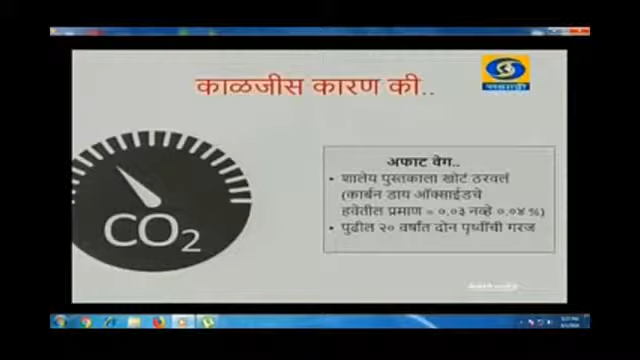 काळजीस कारण की..
सह्याद्री
अफाट वेग..
• शालेय पुस्तकाला खोटं ठरवलं
(कार्बन डाय ऑक्साईडचे
हवेतील प्रमाण = ०.०३ नव्हे ०.०४ %)
• पुढील २० वर्षांत दोन पृथ्वींची गरज
CO2